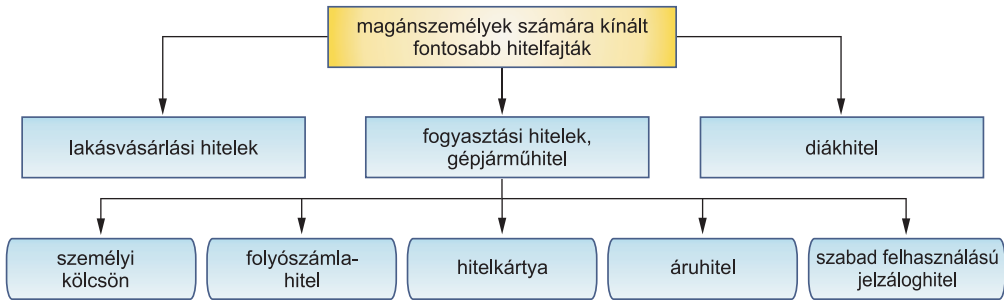 magánszemélyek számára kínált
fontosabb hitelfajták
lakásvásárlási hitelek
fogyasztási hitelek,
gépjárműhitel
diákhitel
személyi
kölcsön
folyószámla-
hitel
hitelkártya
áruhitel
szabad felhasználású
jelzáloghitel